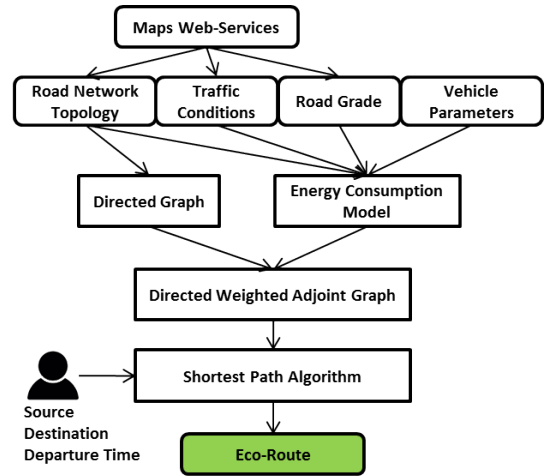 Maps Web-Services
Road Network
Topology
Traffic
Conditions
Road Grade
Vehicle
Parameters
Directed Graph
Energy Consumption
Model
Directed Weighted Adjoint Graph
Shortest Path Algorithm
Source
Destination
Departure Time
Eco-Route